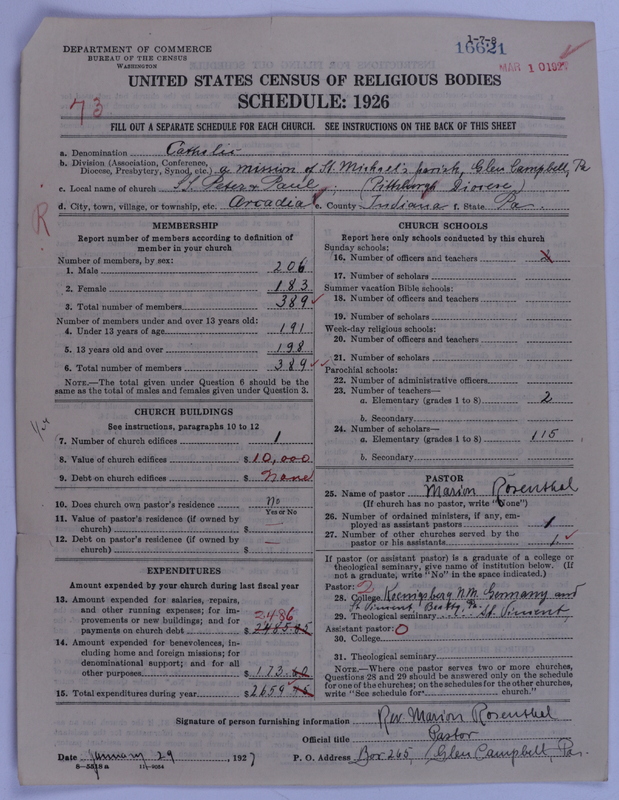 1-7-8
16621
MAR 10 192
DEPARTMENT OF COMMERCE
BUREAU OF THE CENSUS
WASHINGTON
UNITED STATES CENSUS OF RELIGIOUS BODIES
SCHEDULE: 1926
73
FILL OUT A SEPARATE SCHEDULE FOR EACH CHURCH. SEE INSTRUCTIONS ON THE BACK OF THIS SHEET
a. Denomination Catholic
b. Division (Association, Conference,
Diocese, Presbytery, Synod, etc.) a mission of St Michael's parish, Glen Campbell, Pa
c. Local name of church SS. Peter & Paul ; (Pittsburgh Diocese)
d. City, town, village, or township, etc. Arcadia e. County Indiana f. State Pa.
R
MEMBERSHIP
Report number of members according to definition of
member in your church
Number of members, by sex:
1. Male 206
2. Female 183
3. Total number of members 389
Number of members under and over 13 years old:
4. Under 13 years of age 191
5. 13 years old and over 198
6. Total number of members 389
NOTE.—The total given under Question 6 should be
same as the total of males and females given under Question 3.
CHURCH BUILDINGS
See instructions, paragraphs 10 to 12
7. Number of church edifices 1
8. Value of church edifices $ 10,000
9. Debt on church edifices $ None
10. Does church own pastor's residence No
Yes or No
11. Value of pastor's residence (if owned by
church) $ —
12. Debt on pastor's residence (if owned by
church) $ —
EXPENDITURES
Amount expended by your church during last fiscal year
13. Amount expended for salaries, repairs,
and other running expenses; for im-
provements or new buildings; and for 2486
payments on church debt $ 2485.85
14. Amount expended for benevolences, in-
cluding home and foreign missions; for
denominational support; and for all
other purposes $ 173.
15. Total expenditures during year $ 2659
CHURCH SCHOOLS
Report here only schools conducted by this church
Sunday schools:
16. Number of officers and teachers
17. Number of scholars
Summer vacation Bible schools:
18. Number of officers and teachers
19. Number of scholars
Week-day religious schools:
20. Number of officers and teachers
21. Number of scholars
Parochial schools:
22. Number of administrative officers
23. Number of teachers—
a. Elementary (grades 1 to 8) 2
b. Secondary
24. Number of scholars—
a. Elementary (grades 1 to 8) 115
b. Secondary
PASTOR
25. Name of pastor Marion Rosenthal
(If church has no pastor, write "None")
26. Number of ordained ministers, if any, em-
ployed as assistant pastors 1
27. Number of other churches served by the
pastor or his assistants 1
If pastor (or assistant pastor) is a graduate of a college or
theological seminary, give name of institution below. (If
not a graduate, write "No" in the space indicated.)
Pastor: 2
28. College Koenigsberg N.M. Germany and
St Vincent, Beatty, Pa.
29. Theological seminary St. Vincent
Assistant pastor: 0
30. College
31. Theological seminary
NOTE.—Where one pastor serves two or more churches,
Questions 28 and 29 should be answered only on the schedule
for one of the churches; on the schedules for the other churches,
write "See schedule for church."
Signature of person furnishing information Rev. Marion Rosenthal
Official title Pastor
Date January 29, 1927 P. O. Address Box 265, Glen Campbell, Pa.
8—5518 a